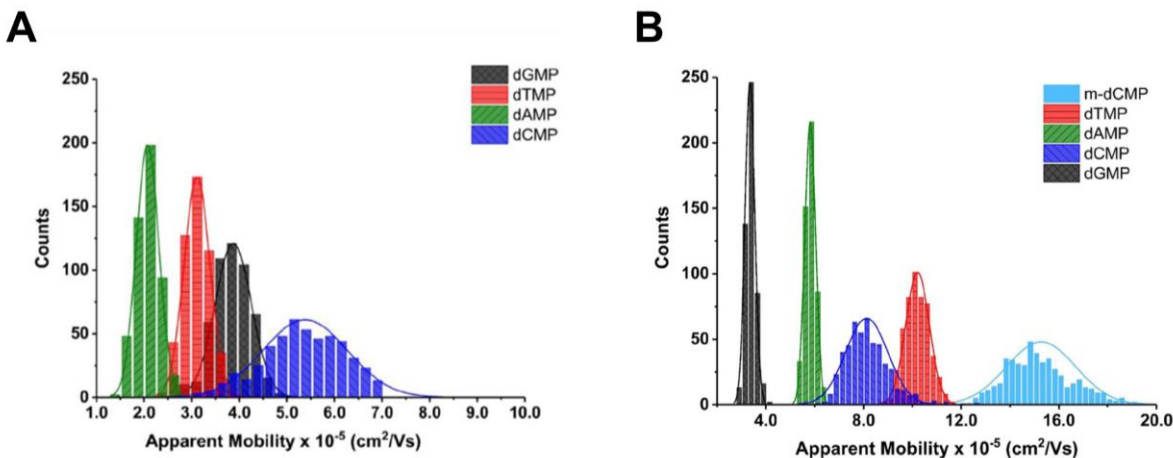 A
250
200
150
100
50
0
Counts
1.0 2.0 3.0 4.0 5.0 6.0 7.0 8.0 9.0 10.0
Apparent Mobility x 10⁻⁵ (cm²/Vs)
dGMP
dTMP
dAMP
dCMP
B
250
200
150
100
50
0
Counts
4.0 8.0 12.0 16.0 20.0
Apparent Mobility x 10⁻⁵ (cm²/Vs)
m-dCMP
dTMP
dAMP
dCMP
dGMP